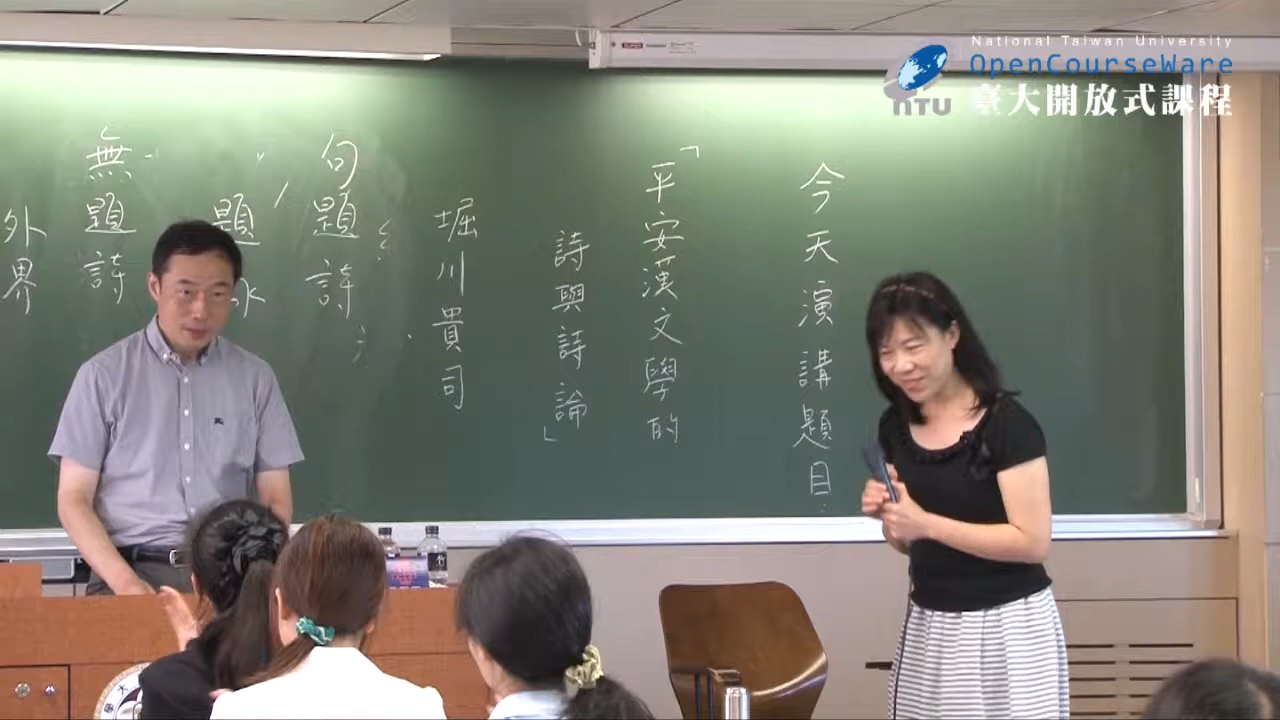 National Taiwan University
OpenCourseWare
臺大開放式課程
NTU
今天演講題目
「平安漢文學的
詩與詩論」
堀川貴司
句題詩
無題詩
外界